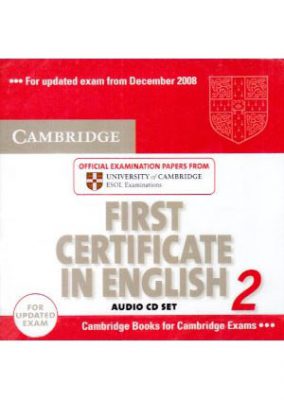 ••• For updated exam from December 2008
CAMBRIDGE
OFFICIAL EXAMINATION PAPERS FROM
UNIVERSITY OF CAMBRIDGE
ESOL Examinations
FIRST
CERTIFICATE
IN ENGLISH 2
AUDIO CD SET
FOR
UPDATED
EXAM
Cambridge Books for Cambridge Exams •••